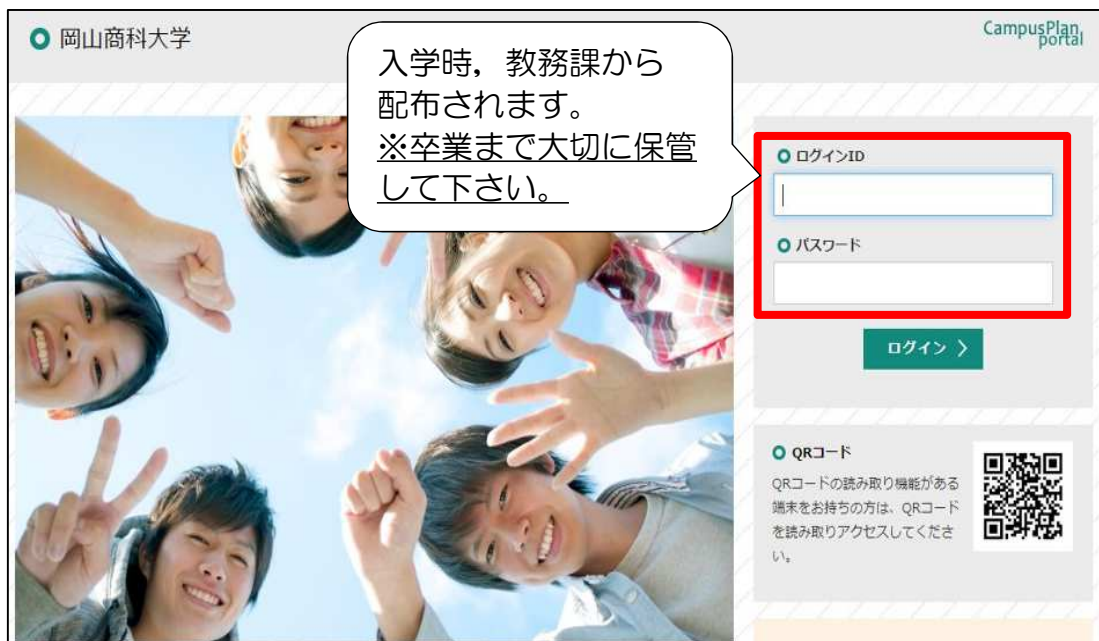 岡山商科大学
CampusPlan
portal
入学時，教務課から
配布されます。
※卒業まで大切に保管
して下さい。
ログインID
パスワード
ログイン 〉
QRコード
QRコードの読み取り機能がある
端末をお持ちの方は、QRコード
を読み取りアクセスしてくださ
い。